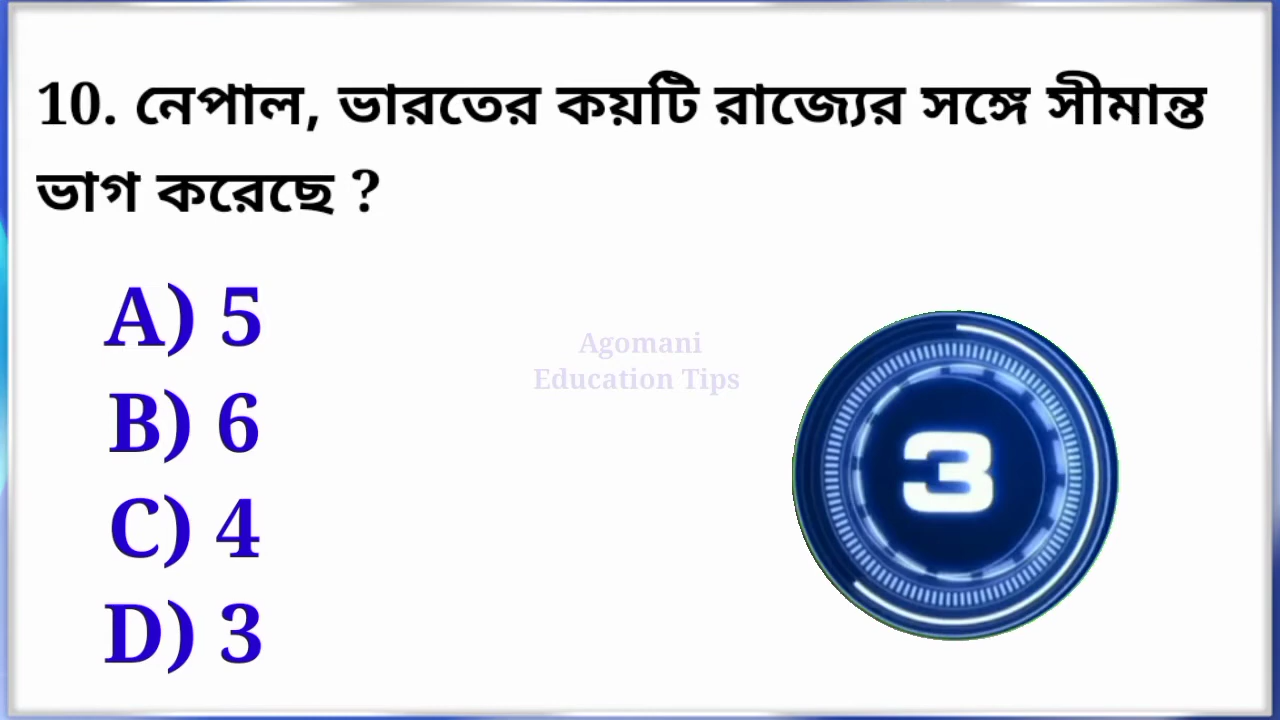 10. নেপাল, ভারতের কয়টি রাজ্যের সঙ্গে সীমান্ত
ভাগ করেছে ?
A) 5
B) 6
C) 4
D) 3
Agomani
Education Tips
3